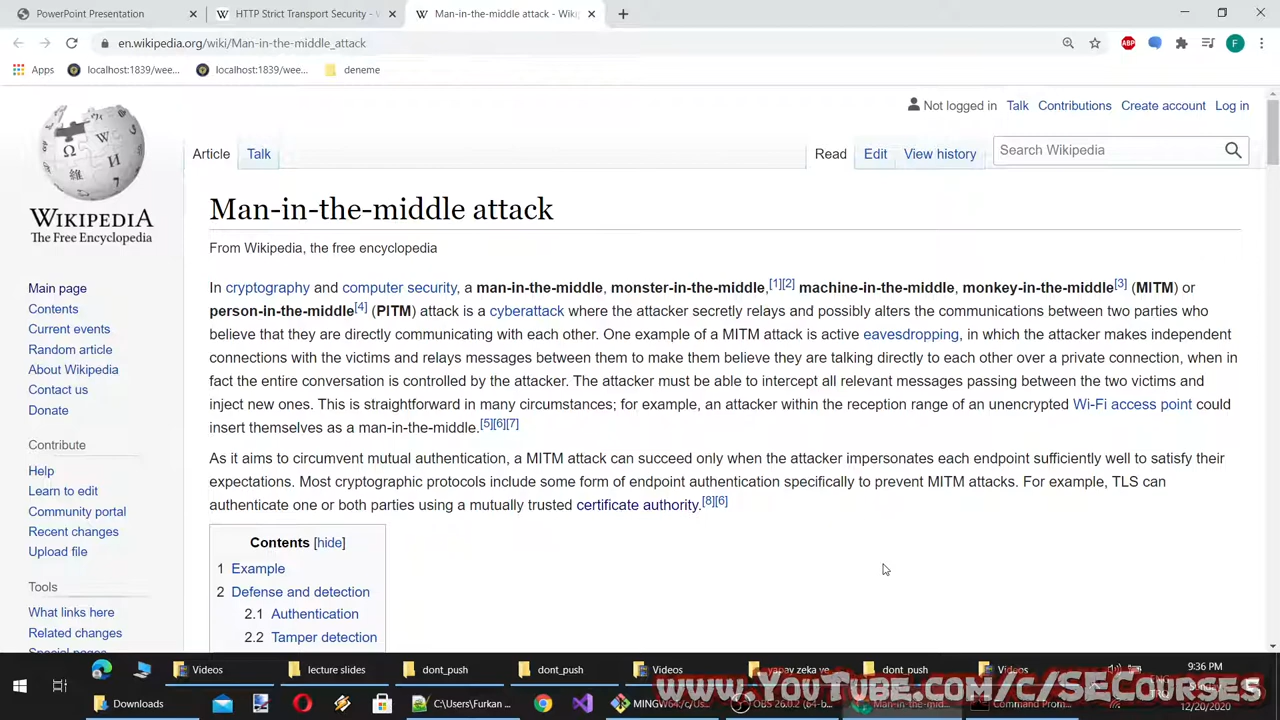 PowerPoint Presentation
HTTP Strict Transport Security -
Man-in-the-middle attack - Wiki
en.wikipedia.org/wiki/Man-in-the-middle_attack
ABP
F
Apps localhost:1839/wee... localhost:1839/wee... deneme
Not logged in Talk Contributions Create account Log in
Article Talk Read Edit View history Search Wikipedia
WIKIPEDIA
The Free Encyclopedia
Man-in-the-middle attack
From Wikipedia, the free encyclopedia
Main page
Contents
Current events
Random article
About Wikipedia
Contact us
Donate
Contribute
Help
Learn to edit
Community portal
Recent changes
Upload file
Tools
What links here
Related changes
In cryptography and computer security, a man-in-the-middle, monster-in-the-middle,[1][2] machine-in-the-middle, monkey-in-the-middle[3] (MITM) or
person-in-the-middle[4] (PITM) attack is a cyberattack where the attacker secretly relays and possibly alters the communications between two parties who
believe that they are directly communicating with each other. One example of a MITM attack is active eavesdropping, in which the attacker makes independent
connections with the victims and relays messages between them to make them believe they are talking directly to each other over a private connection, when in
fact the entire conversation is controlled by the attacker. The attacker must be able to intercept all relevant messages passing between the two victims and
inject new ones. This is straightforward in many circumstances; for example, an attacker within the reception range of an unencrypted Wi-Fi access point could
insert themselves as a man-in-the-middle.[5][6][7]
As it aims to circumvent mutual authentication, a MITM attack can succeed only when the attacker impersonates each endpoint sufficiently well to satisfy their
expectations. Most cryptographic protocols include some form of endpoint authentication specifically to prevent MITM attacks. For example, TLS can
authenticate one or both parties using a mutually trusted certificate authority.[8][6]
Contents [hide]
1 Example
2 Defense and detection
2.1 Authentication
2.2 Tamper detection
Videos lecture slides dont_push dont_push Videos yapay zeka ve dont_push Videos 9:36 PM
Downloads C:\Users\Furkan ... MINGW64:/c/Us... OBS 26.0.2 (64-b... Man-in-the-mid... Command Prom... 12/20/2020
www.YouTube.com/c/SECourses